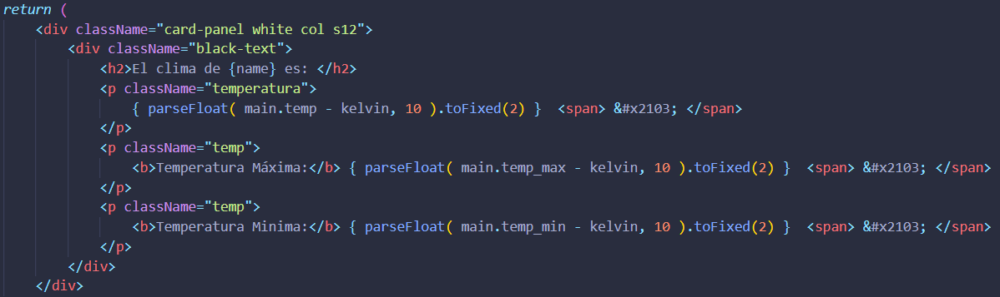 return (
<div className="card-panel white col s12">
<div className="black-text">
<h2>El clima de {name} es: </h2>
<p className="temperatura">
{ parseFloat( main.temp - kelvin, 10 ).toFixed(2) }  <span> &#x2103; </span>
</p>
<p className="temp">
<b>Temperatura Máxima:</b> { parseFloat( main.temp_max - kelvin, 10 ).toFixed(2) }  <span> &#x2103; </span>
</p>
<p className="temp">
<b>Temperatura Minima:</b> { parseFloat( main.temp_min - kelvin, 10 ).toFixed(2) }  <span> &#x2103; </span>
</p>
</div>
</div>